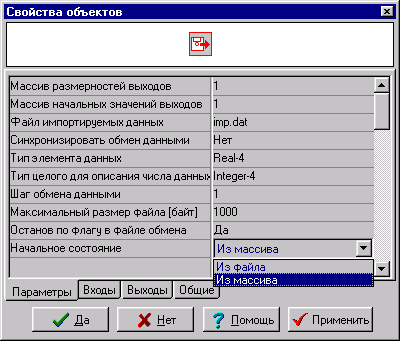 Свойства объектов
Массив размерностей выходов 1
Массив начальных значений выходов 1
Файл импортируемых данных imp.dat
Синхронизировать обмен данными Нет
Тип элемента данных Real-4
Тип целого для описания числа данных Integer-4
Шаг обмена данными 1
Максимальный размер файла [байт] 1000
Останов по флагу в файле обмена Да
Начальное состояние Из массива
Из файла
Из массива
Параметры Входы Выходы Общие
Да Нет Помощь Применить